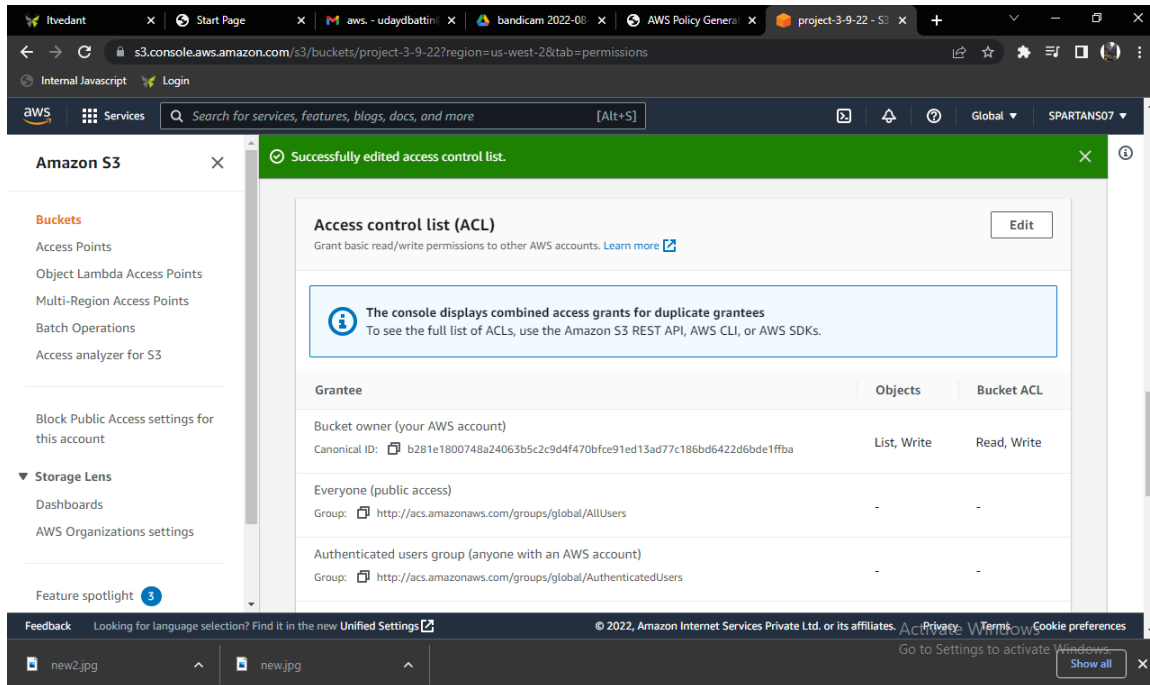 Itvedant
Start Page
aws. - udaydbattin
bandicam 2022-08-
AWS Policy Generat
project-3-9-22 - S3
s3.console.aws.amazon.com/s3/buckets/project-3-9-22?region=us-west-2&tab=permissions
Internal Javascript
Login
aws
Services
Search for services, features, blogs, docs, and more
[Alt+S]
Global
SPARTANS07
Amazon S3
Successfully edited access control list.
Buckets
Access Points
Object Lambda Access Points
Multi-Region Access Points
Batch Operations
Access analyzer for S3
Block Public Access settings for
this account
Storage Lens
Dashboards
AWS Organizations settings
Feature spotlight 3
Access control list (ACL)
Edit
Grant basic read/write permissions to other AWS accounts. Learn more
The console displays combined access grants for duplicate grantees
To see the full list of ACLs, use the Amazon S3 REST API, AWS CLI, or AWS SDKs.
Grantee Objects Bucket ACL
Bucket owner (your AWS account)
Canonical ID: b281e1800748a24063b5c2c9d4f470bfce91ed13ad77c186bd6422d6bde1ffba
List, Write
Read, Write
Everyone (public access)
Group: http://acs.amazonaws.com/groups/global/AllUsers
- -
Authenticated users group (anyone with an AWS account)
Group: http://acs.amazonaws.com/groups/global/AuthenticatedUsers
- -
Feedback
Looking for language selection? Find it in the new Unified Settings
© 2022, Amazon Internet Services Private Ltd. or its affiliates.
Privacy
Terms
Cookie preferences
Activate Windows
Go to Settings to activate Windows.
new2.jpg
new.jpg
Show all